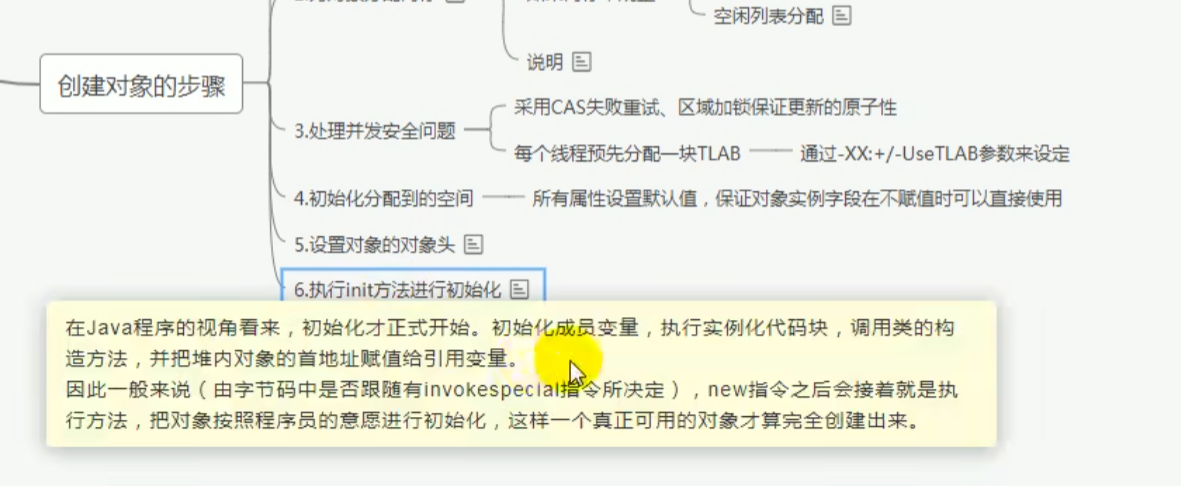 空闲列表分配
说明
创建对象的步骤
3.处理并发安全问题
采用CAS失败重试、区域加锁保证更新的原子性
每个线程预先分配一块TLAB
通过-XX:+/-UseTLAB参数来设定
4.初始化分配到的空间
所有属性设置默认值，保证对象实例字段在不赋值时可以直接使用
5.设置对象的对象头
6.执行init方法进行初始化
在Java程序的视角看来，初始化才正式开始。初始化成员变量，执行实例化代码块，调用类的构
造方法，并把堆内对象的首地址赋值给引用变量。
因此一般来说（由字节码中是否跟随有invokespecial指令所决定），new指令之后会接着就是执
行方法，把对象按照程序员的意愿进行初始化，这样一个真正可用的对象才算完全创建出来。